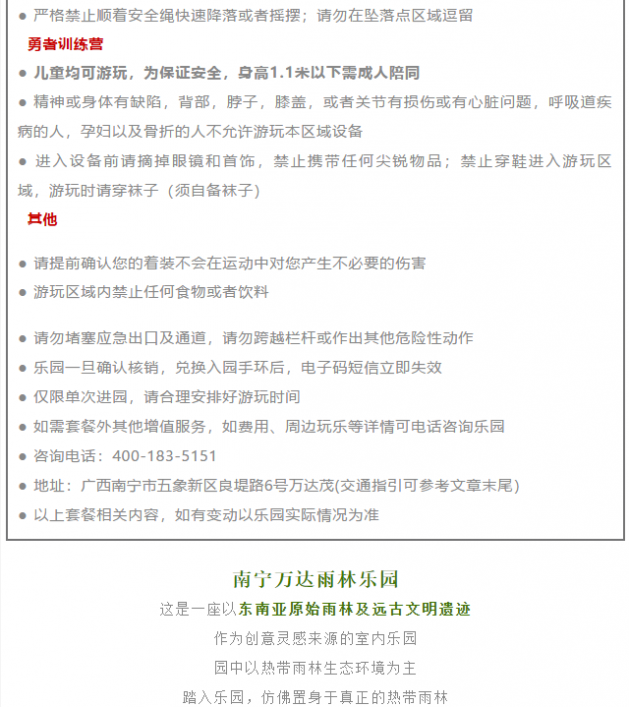 ● 严格禁止顺着安全绳快速降落或者摇摆；请勿在坠落点区域逗留
勇者训练营
● 儿童均可游玩，为保证安全，身高1.1米以下需成人陪同
● 精神或身体有缺陷，背部，脖子，膝盖，或者关节有损伤或有心脏问题，呼吸道疾
病的人，孕妇以及骨折的人不允许游玩本区域设备
● 进入设备前请摘掉眼镜和首饰，禁止携带任何尖锐物品；禁止穿鞋进入游玩区
域，游玩时请穿袜子（须自备袜子）
其他
● 请提前确认您的着装不会在运动中对您产生不必要的伤害
● 游玩区域内禁止任何食物或者饮料
● 请勿堵塞应急出口及通道，请勿跨越栏杆或作出其他危险性动作
● 乐园一旦确认核销，兑换入园手环后，电子码短信立即失效
● 仅限单次进园，请合理安排好游玩时间
● 如需套餐外其他增值服务，如费用、周边玩乐等详情可电话咨询乐园
● 咨询电话：400-183-5151
● 地址：广西南宁市五象新区良堤路6号万达茂(交通指引可参考文章末尾)
● 以上套餐相关内容，如有变动以乐园实际情况为准
南宁万达雨林乐园
这是一座以东南亚原始雨林及远古文明遗迹
作为创意灵感来源的室内乐园
园中以热带雨林生态环境为主
踏入乐园，仿佛置身于真正的热带雨林